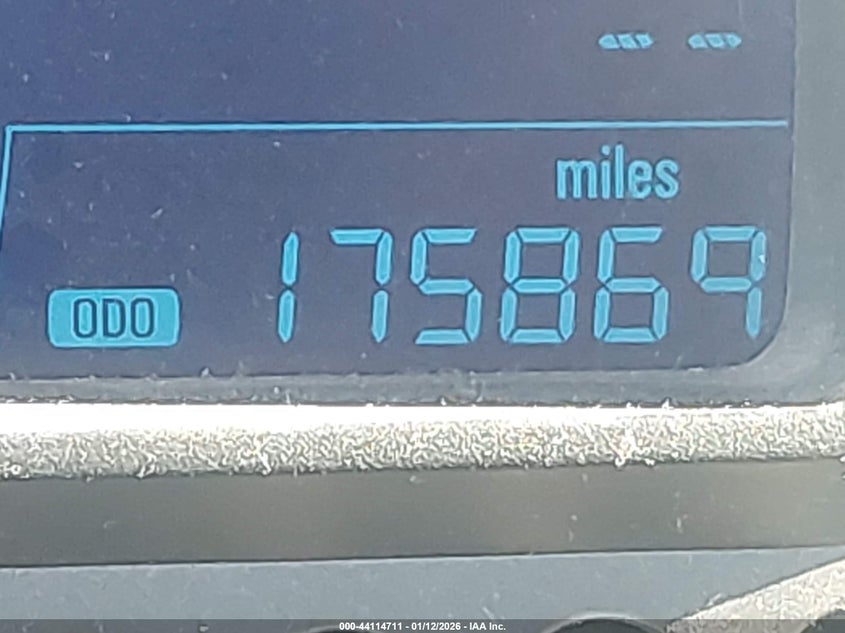 -- --
miles
ODO 175869
000-44114711 - 01/12/2026 - IAA Inc.